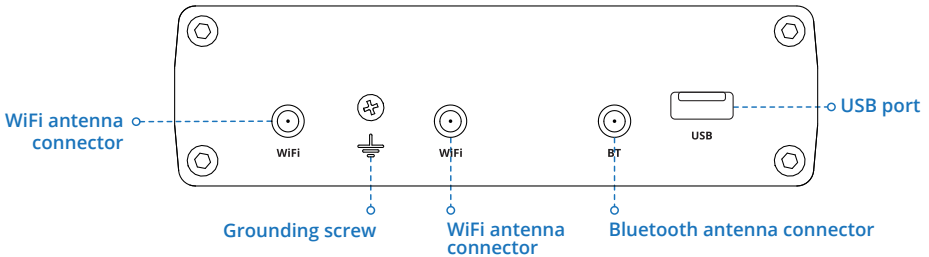 WiFi antenna
connector
WiFi
WiFi
BT
USB
USB port
Grounding screw
WiFi antenna
connector
Bluetooth antenna connector